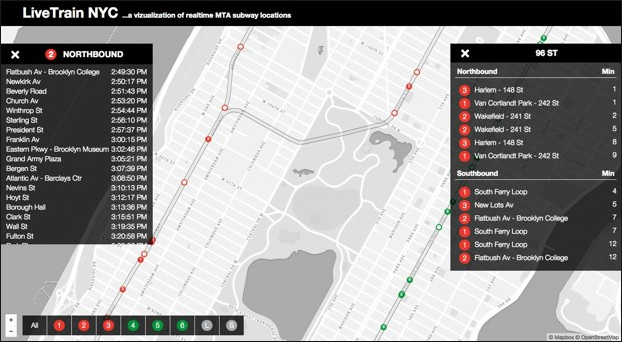 LiveTrain NYC ...a vizualization of realtime MTA subway locations
2 NORTHBOUND
Flatbush Av - Brooklyn College 2:49:30 PM
Newkirk Av 2:50:17 PM
Beverly Road 2:51:43 PM
Church Av 2:53:20 PM
Winthrop St 2:54:44 PM
Sterling St 2:56:10 PM
President St 2:57:37 PM
Franklin Av 3:00:15 PM
Eastern Pkwy - Brooklyn Museum 3:02:46 PM
Grand Army Plaza 3:05:21 PM
Bergen St 3:07:39 PM
Atlantic Av - Barclays Ctr 3:08:50 PM
Nevins St 3:10:13 PM
Hoyt St 3:12:17 PM
Borough Hall 3:13:36 PM
Clark St 3:15:51 PM
Wall St 3:19:35 PM
Fulton St 3:20:58 PM
96 ST
Northbound Min
3 Harlem - 148 St 1
1 Van Cortlandt Park - 242 St 1
2 Wakefield - 241 St 2
2 Wakefield - 241 St 5
3 Harlem - 148 St 8
1 Van Cortlandt Park - 242 St 9
Southbound Min
1 South Ferry Loop 4
3 New Lots Av 5
2 Flatbush Av - Brooklyn College 7
1 South Ferry Loop 7
1 South Ferry Loop 12
2 Flatbush Av - Brooklyn College 12
+
−
All 1 2 3 4 5 6 L S
© Mapbox © OpenStreetMap